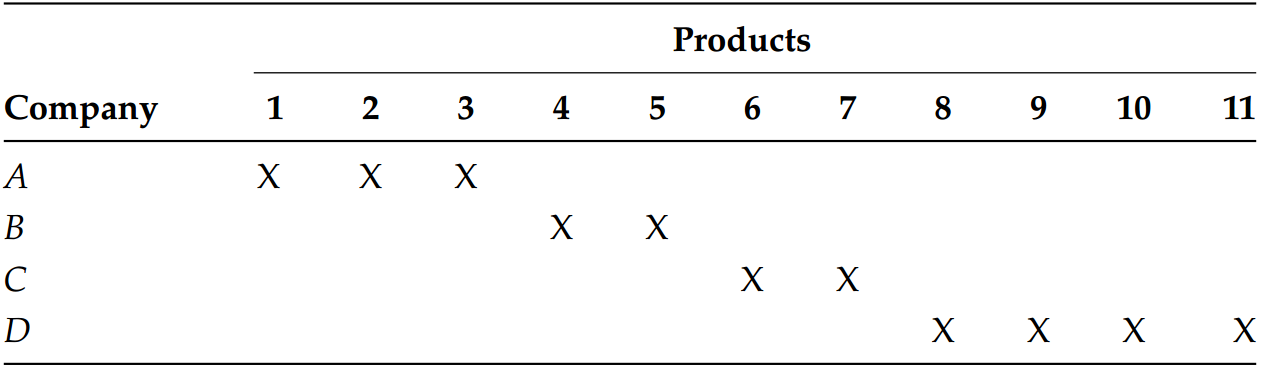 Products
Company 1 2 3 4 5 6 7 8 9 10 11
A X X X
B X X
C X X
D X X X X